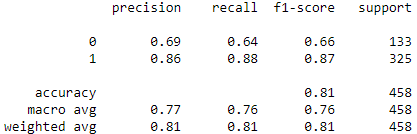 precision recall f1-score support
0 0.69 0.64 0.66 133
1 0.86 0.88 0.87 325
accuracy 0.81 458
macro avg 0.77 0.76 0.76 458
weighted avg 0.81 0.81 0.81 458